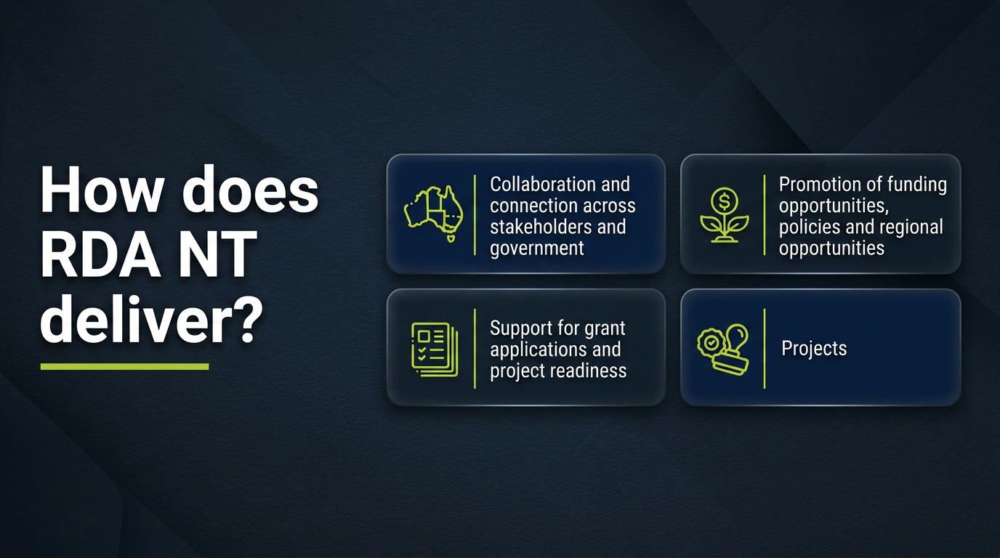 How does
RDA NT
deliver?
Collaboration and
connection across
stakeholders and
government
Promotion of funding
opportunities,
policies and regional
opportunities
Support for grant
applications and
project readiness
Projects